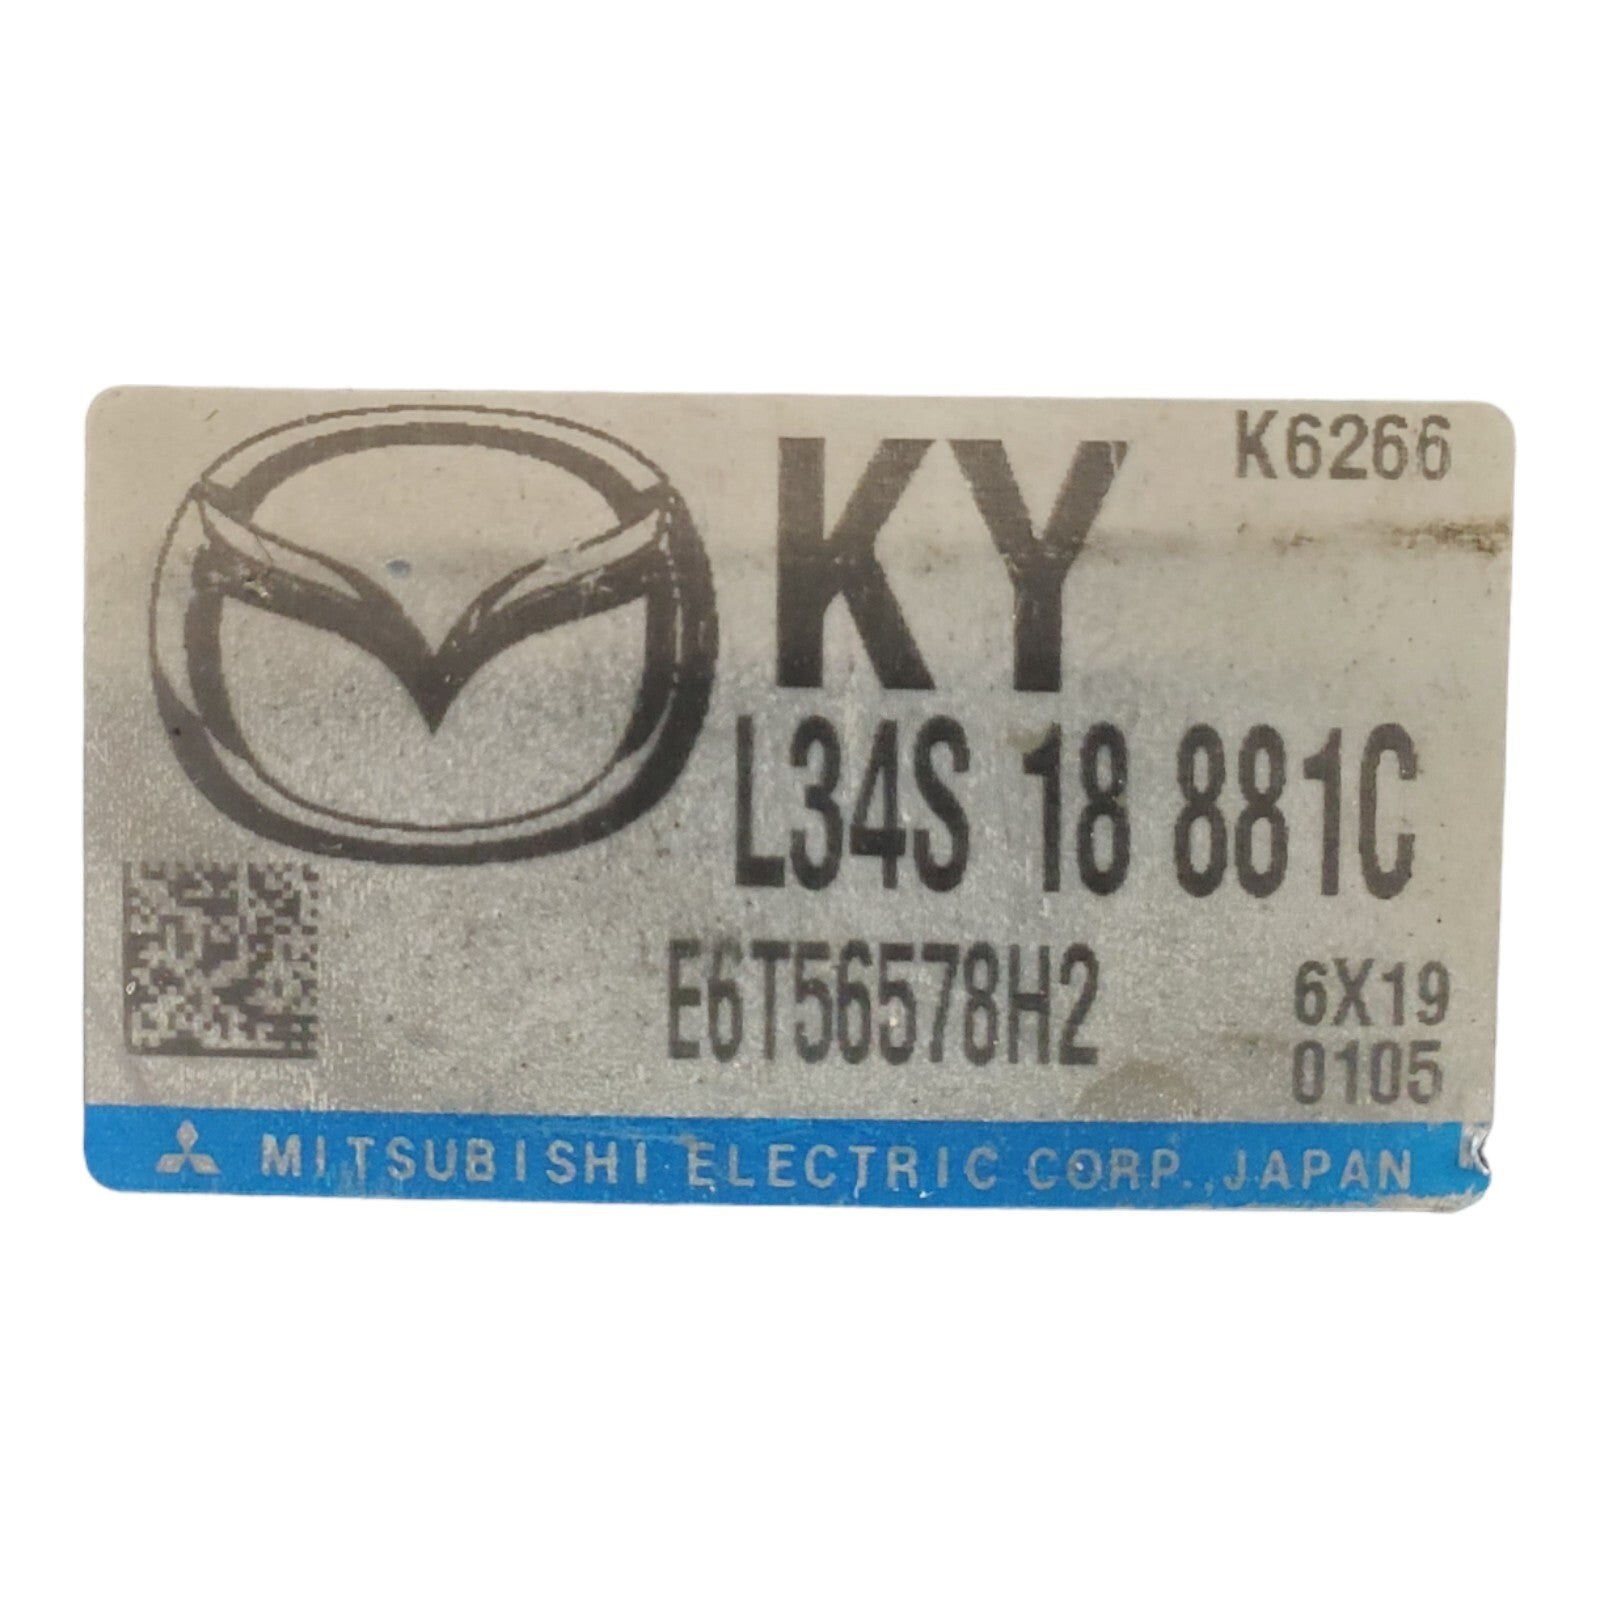 K6266
KY
L34S 18 881C
E6T56578H2
6X19
0105
MITSUBISHI ELECTRIC CORP., JAPAN